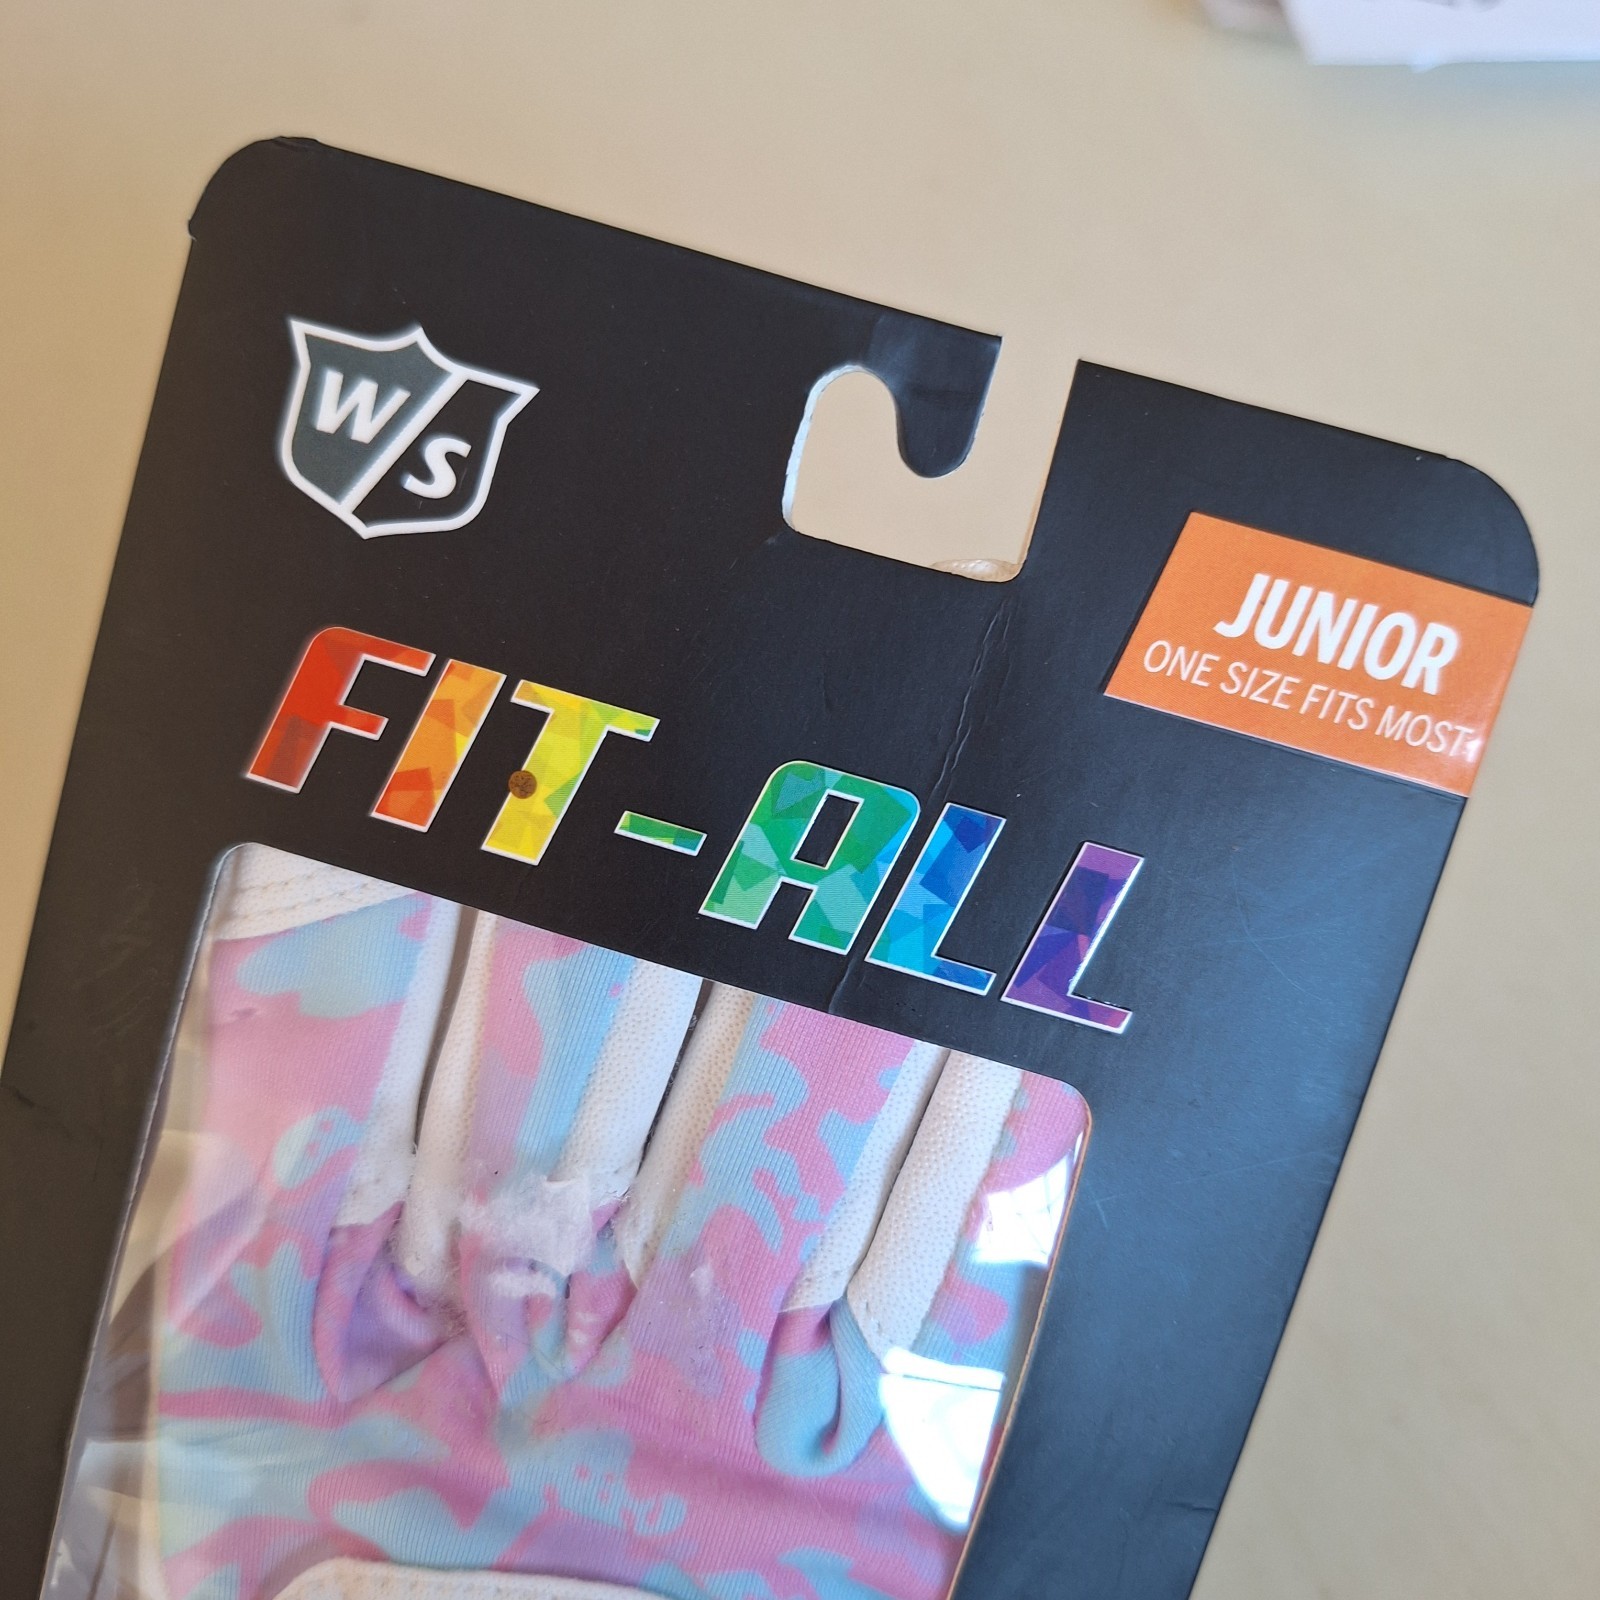 W/S
FIT-ALL
JUNIOR
ONE SIZE FITS MOST